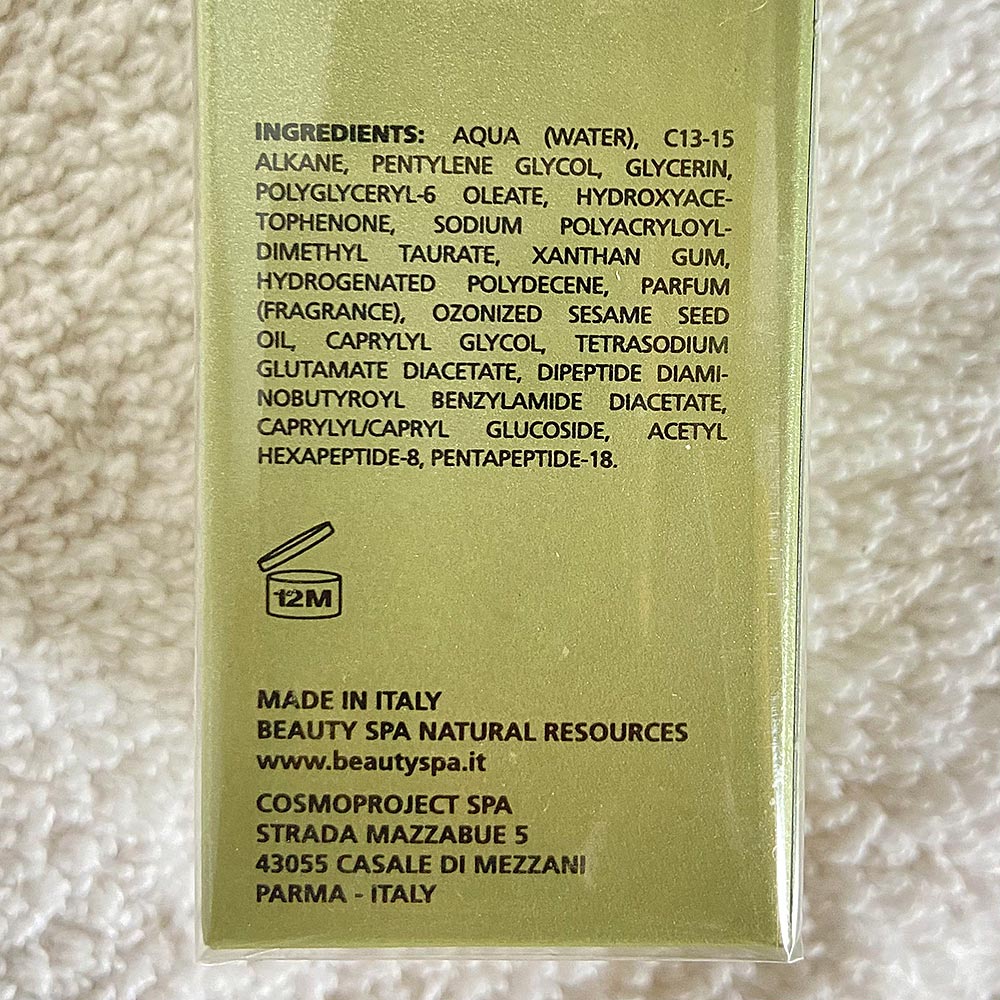 INGREDIENTS: AQUA (WATER), C13-15
ALKANE, PENTYLENE GLYCOL, GLYCERIN,
POLYGLYCERYL-6 OLEATE, HYDROXYACE-
TOPHENONE, SODIUM POLYACRYLOYL-
DIMETHYL TAURATE, XANTHAN GUM,
HYDROGENATED POLYDECENE, PARFUM
(FRAGRANCE), OZONIZED SESAME SEED
OIL, CAPRYLYL GLYCOL, TETRASODIUM
GLUTAMATE DIACETATE, DIPEPTIDE DIAMI-
NOBUTYROYL BENZYLAMIDE DIACETATE,
CAPRYLYL/CAPRYL GLUCOSIDE, ACETYL
HEXAPEPTIDE-8, PENTAPEPTIDE-18.
12M
MADE IN ITALY
BEAUTY SPA NATURAL RESOURCES
www.beautyspa.it
COSMOPROJECT SPA
STRADA MAZZABUE 5
43055 CASALE DI MEZZANI
PARMA - ITALY